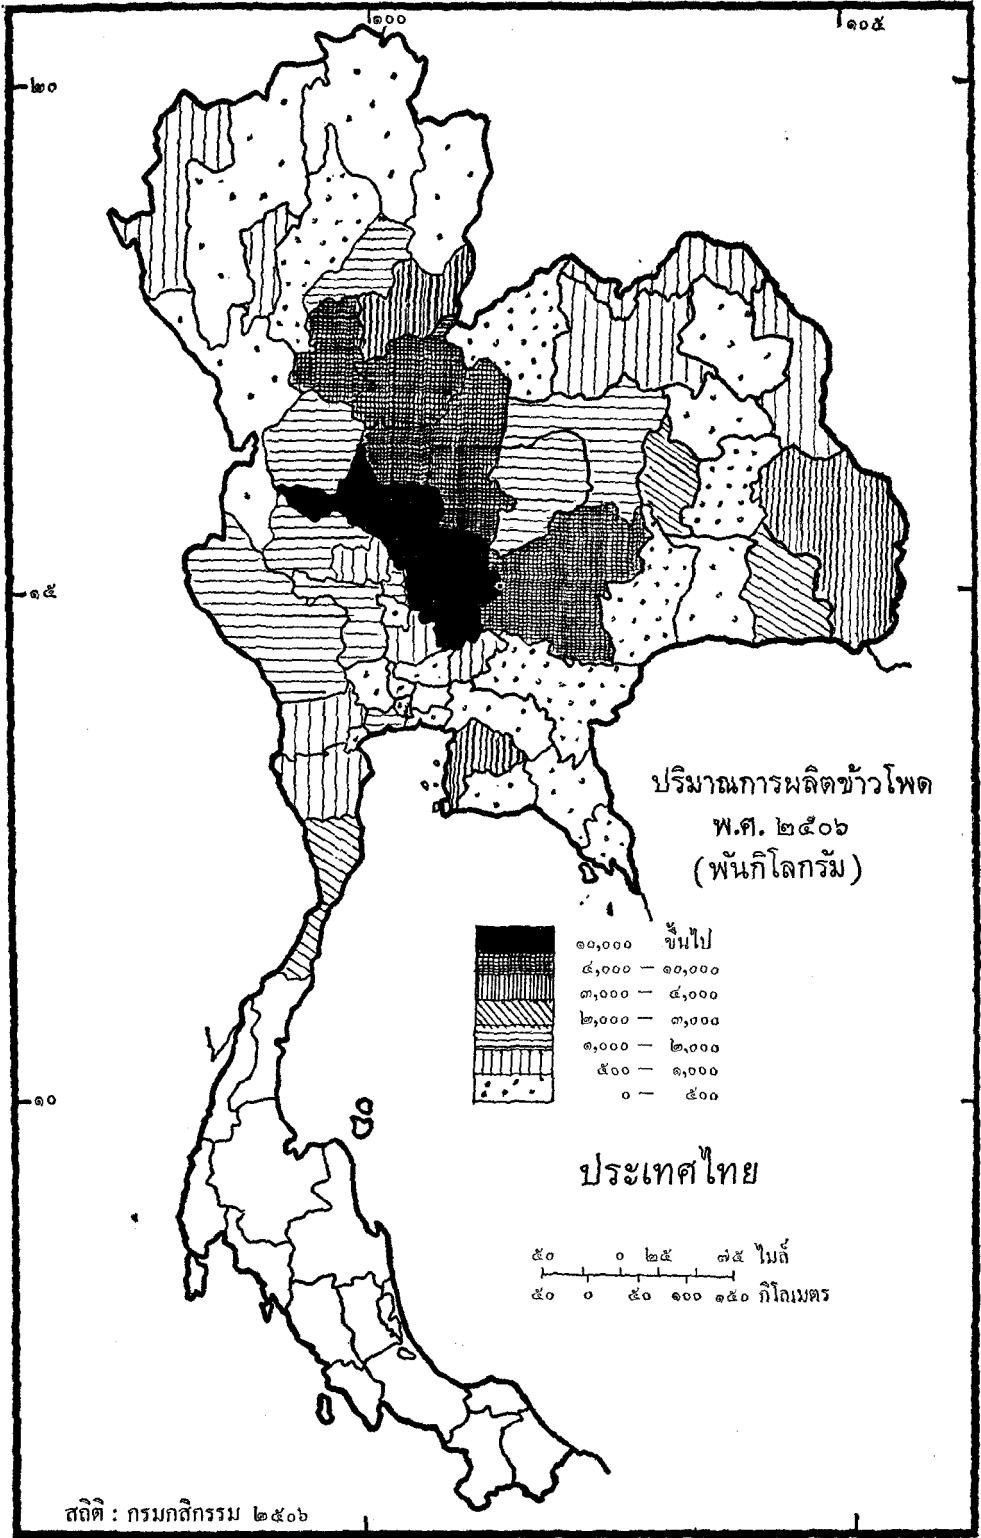 ๑๐๐
๑๐๕
๒๐
๑๕
ปริมาณการผลิตข้าวโพด
พ.ศ. ๒๕๐๖
(พันกิโลกรัม)
๑๐,๐๐๐ ขึ้นไป
๔,๐๐๐ — ๑๐,๐๐๐
๓,๐๐๐ — ๔,๐๐๐
๒,๐๐๐ — ๓,๐๐๐
๑,๐๐๐ — ๒,๐๐๐
๕๐๐ — ๑,๐๐๐
๐ — ๕๐๐
๑๐
ประเทศไทย
๕๐ ๐ ๒๕ ๗๕ ไมล์
๕๐ ๐ ๕๐ ๑๐๐ ๑๕๐ กิโลเมตร
สถิติ : กรมกสิกรรม ๒๕๐๖